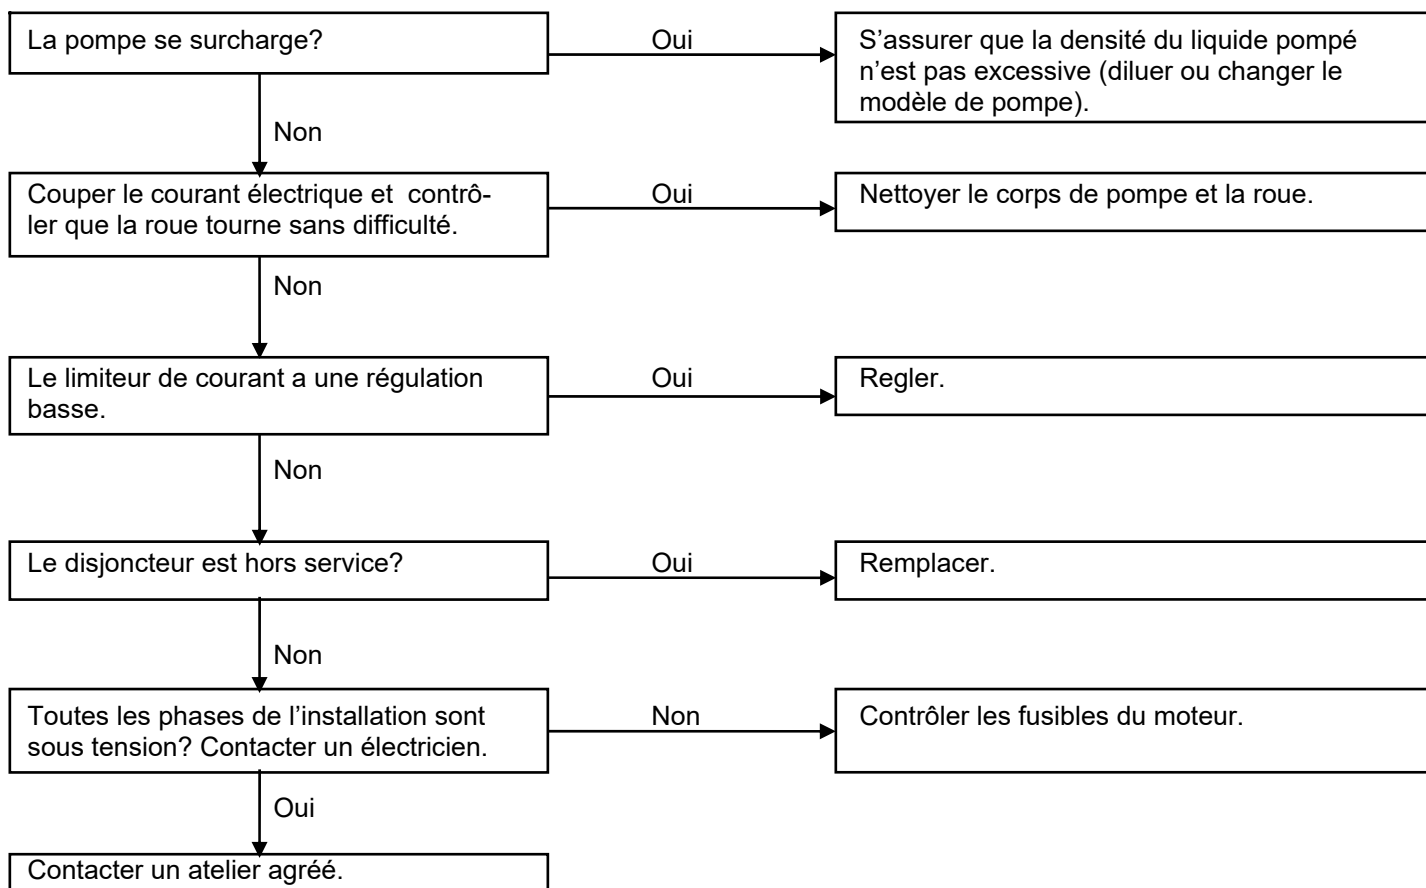 La pompe se surcharge?
Oui
S’assurer que la densité du liquide pompé
n’est pas excessive (diluer ou changer le
modèle de pompe).
Non
Couper le courant électrique et  contrô-
ler que la roue tourne sans difficulté.
Oui
Nettoyer le corps de pompe et la roue.
Non
Le limiteur de courant a une régulation
basse.
Oui
Regler.
Non
Le disjoncteur est hors service?
Oui
Remplacer.
Non
Toutes les phases de l’installation sont
sous tension? Contacter un électricien.
Non
Contrôler les fusibles du moteur.
Oui
Contacter un atelier agréé.